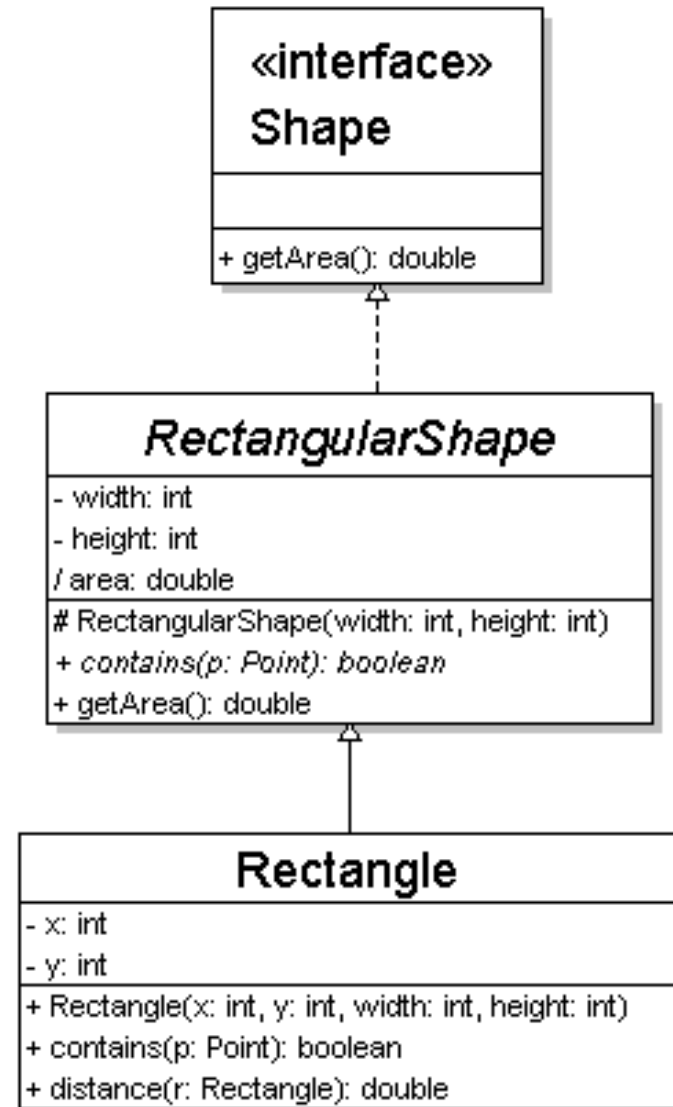 «interface»
Shape
+ getArea(): double
RectangularShape
- width: int
- height: int
/ area: double
# RectangularShape(width: int, height: int)
+ contains(p: Point): boolean
+ getArea(): double
Rectangle
- x: int
- y: int
+ Rectangle(x: int, y: int, width: int, height: int)
+ contains(p: Point): boolean
+ distance(r: Rectangle): double